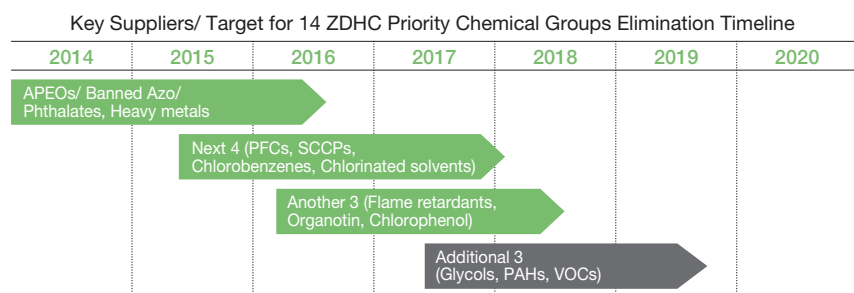 Key Suppliers/ Target for 14 ZDHC Priority Chemical Groups Elimination Timeline
2014 2015 2016 2017 2018 2019 2020
APEOs/ Banned Azo/
Phthalates, Heavy metals
Next 4 (PFCs, SCCPs,
Chlorobenzenes, Chlorinated solvents)
Another 3 (Flame retardants,
Organotin, Chlorophenol)
Additional 3
(Glycols, PAHs, VOCs)